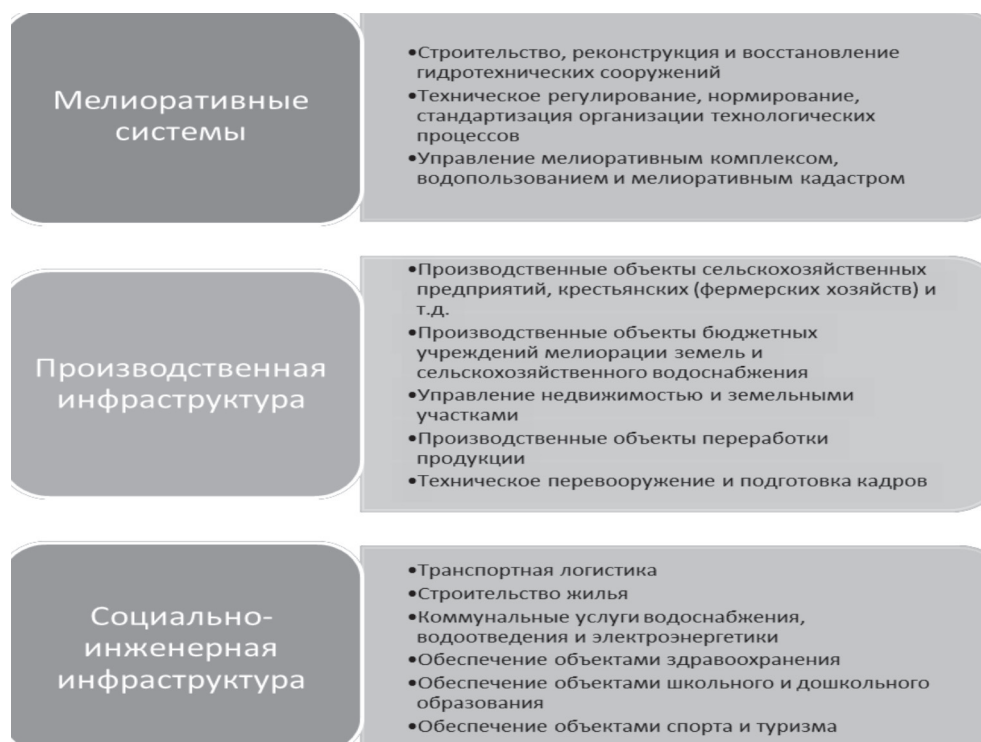 Мелиоративные
системы
•Строительство, реконструкция и восстановление
гидротехнических сооружений
•Техническое регулирование, нормирование,
стандартизация организации технологических
процессов
•Управление мелиоративным комплексом,
водопользованием и мелиоративным кадастром
Производственная
инфраструктура
•Производственные объекты сельскохозяйственных
предприятий, крестьянских (фермерских хозяйств) и
т.д.
•Производственные объекты бюджетных
учреждений мелиорации земель и
сельскохозяйственного водоснабжения
•Управление недвижимостью и земельными
участками
•Производственные объекты переработки
продукции
•Техническое перевооружение и подготовка кадров
Социально-
инженерная
инфраструктура
•Транспортная логистика
•Строительство жилья
•Коммунальные услуги водоснабжения,
водоотведения и электроэнергетики
•Обеспечение объектами здравоохранения
•Обеспечение объектами школьного и дошкольного
образования
•Обеспечение объектами спорта и туризма